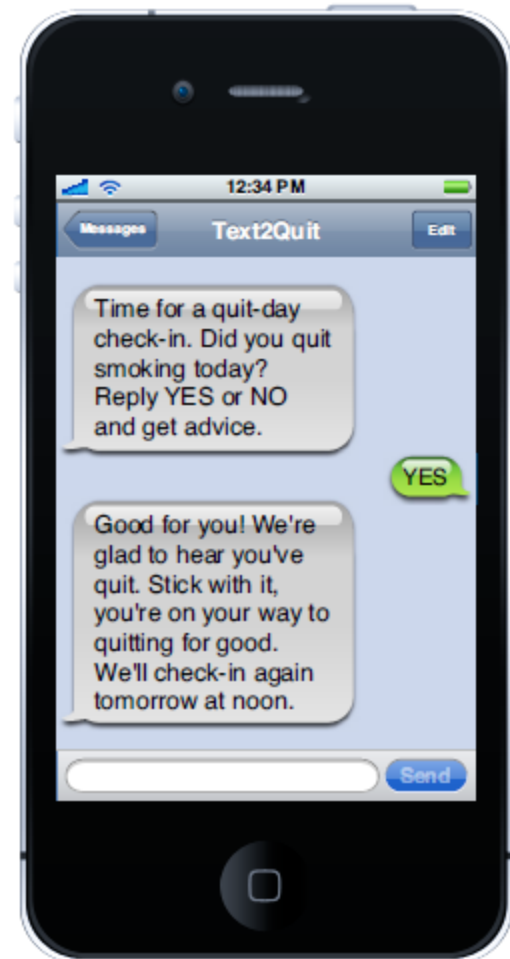 12:34 PM
Messages
Text2Quit
Edit
Time for a quit-day
check-in. Did you quit
smoking today?
Reply YES or NO
and get advice.
YES
Good for you! We're
glad to hear you've
quit. Stick with it,
you're on your way to
quitting for good.
We'll check-in again
tomorrow at noon.
Send